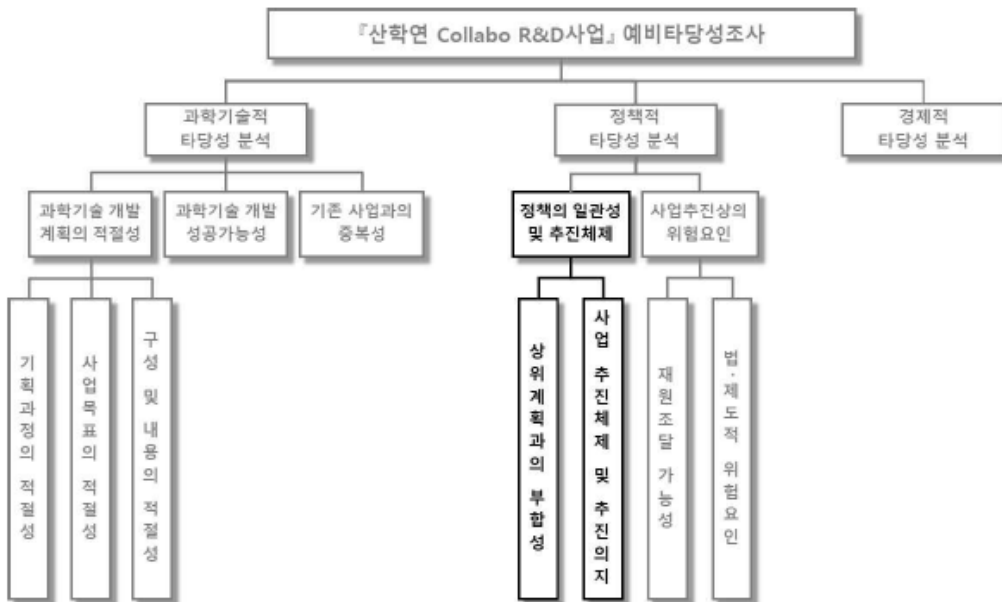 『산학연 Collabo R&D사업』 예비타당성조사
과학기술적
타당성 분석
정책적
타당성 분석
경제적
타당성 분석
과학기술 개발
계획의 적절성
과학기술 개발
성공가능성
기존 사업과의
중복성
정책의 일관성
및 추진체제
사업추진상의
위험요인
기획과정의 적절성
사업목표의 적절성
구성 및 내용의 적절성
상위계획과의 부합성
사업 추진체제 및 추진의지
재원조달 가능성
법·제도적 위험요인